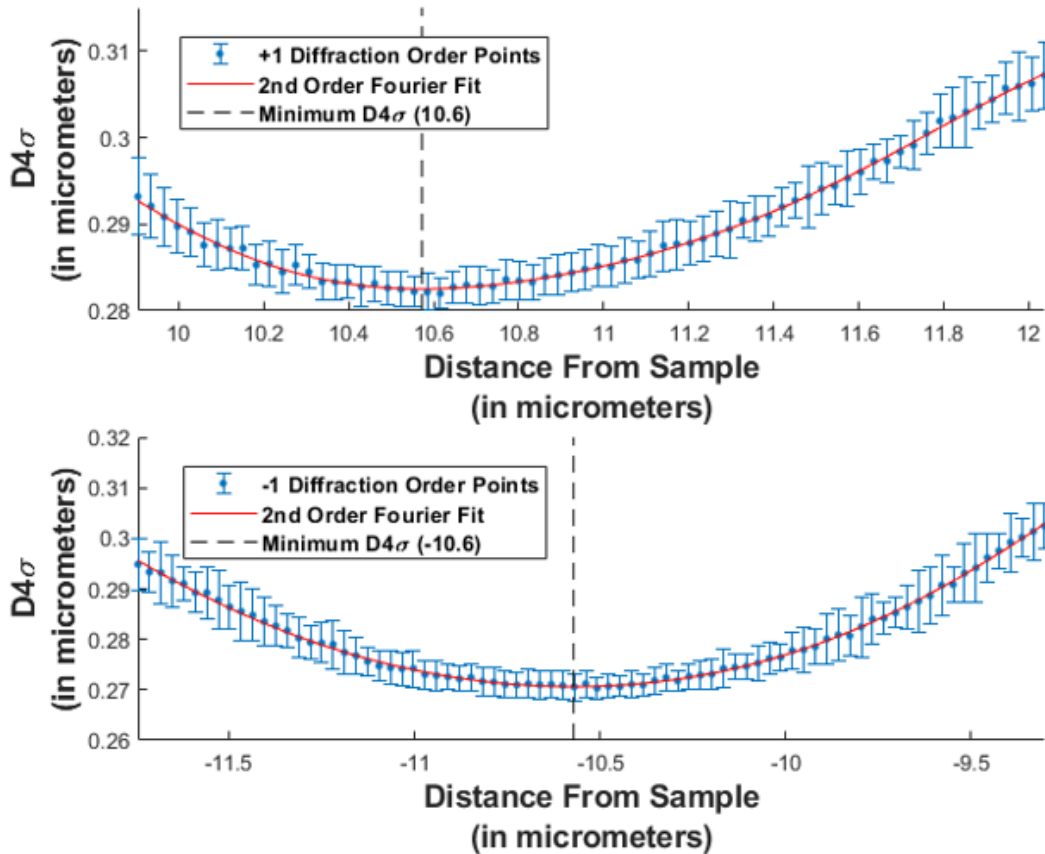 0.31
0.3
0.29
0.28
D4σ
(in micrometers)
+1 Diffraction Order Points
2nd Order Fourier Fit
Minimum D4σ (10.6)
10 10.2 10.4 10.6 10.8 11 11.2 11.4 11.6 11.8 12
Distance From Sample
(in micrometers)
0.32
0.31
0.3
0.29
0.28
0.27
0.26
D4σ
(in micrometers)
-1 Diffraction Order Points
2nd Order Fourier Fit
Minimum D4σ (-10.6)
-11.5 -11 -10.5 -10 -9.5
Distance From Sample
(in micrometers)